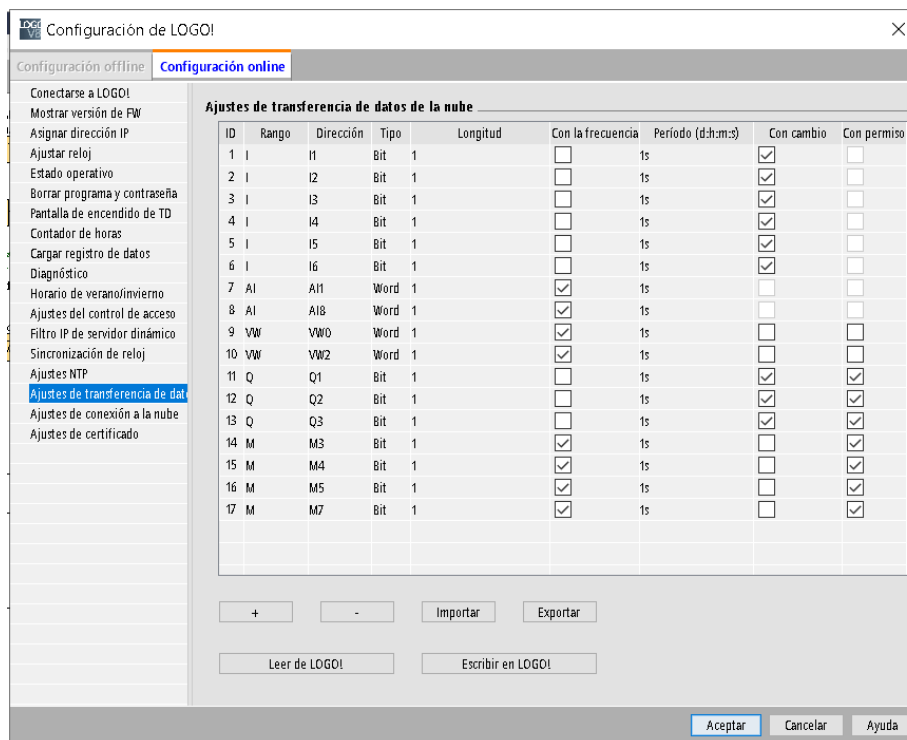 Configuración de LOGO!
Configuración offline Configuración online
Conectarse a LOGO!
Mostrar versión de FW
Asignar dirección IP
Ajustar reloj
Estado operativo
Borrar programa y contraseña
Pantalla de encendido de TD
Contador de horas
Cargar registro de datos
Diagnóstico
Horario de verano/invierno
Ajustes del control de acceso
Filtro IP de servidor dinámico
Sincronización de reloj
Ajustes NTP
Ajustes de transferencia de dat
Ajustes de conexión a la nube
Ajustes de certificado
Ajustes de transferencia de datos de la nube
ID Rango Dirección Tipo Longitud Con la frecuencia Período (d:h:m:s) Con cambio Con permiso
1 I I1 Bit 1 1s
2 I I2 Bit 1 1s
3 I I3 Bit 1 1s
4 I I4 Bit 1 1s
5 I I5 Bit 1 1s
6 I I6 Bit 1 1s
7 AI AI1 Word 1 1s
8 AI AI8 Word 1 1s
9 VW VW0 Word 1 1s
10 VW VW2 Word 1 1s
11 Q Q1 Bit 1 1s
12 Q Q2 Bit 1 1s
13 Q Q3 Bit 1 1s
14 M M3 Bit 1 1s
15 M M4 Bit 1 1s
16 M M5 Bit 1 1s
17 M M7 Bit 1 1s
+ - Importar Exportar
Leer de LOGO! Escribir en LOGO!
Aceptar Cancelar Ayuda